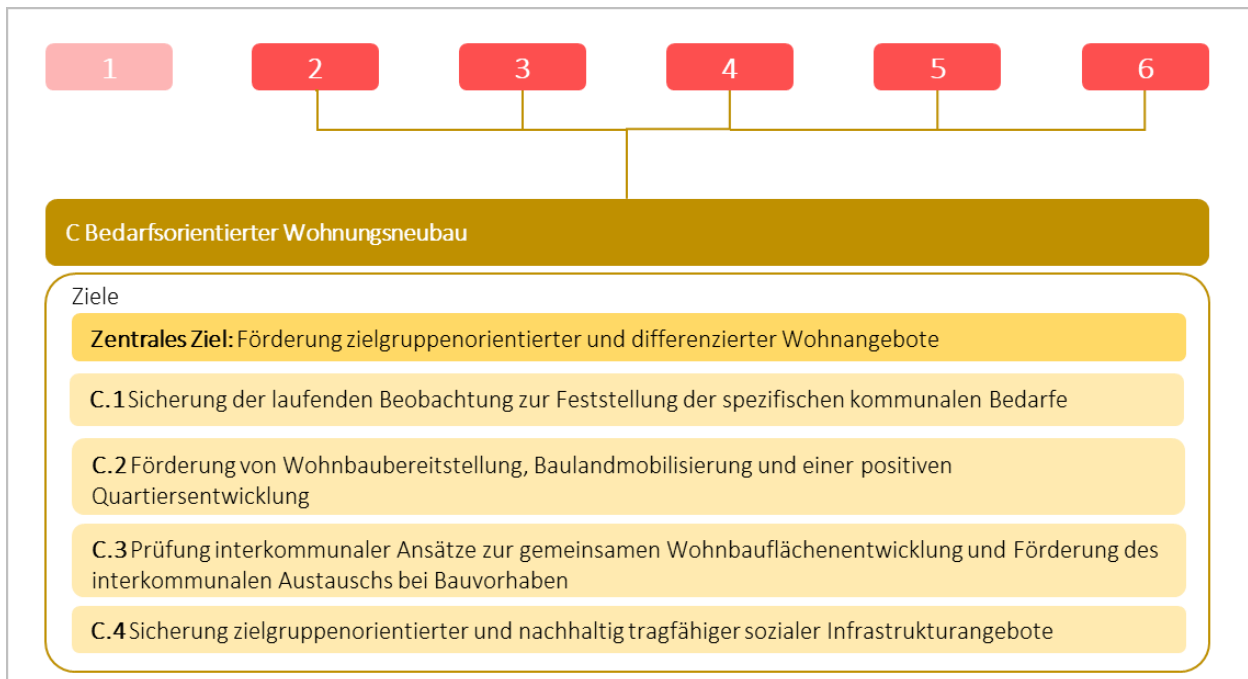 1 2 3 4 5 6
C Bedarfsorientierter Wohnungsneubau
Ziele
Zentrales Ziel: Förderung zielgruppenorientierter und differenzierter Wohnangebote
C.1 Sicherung der laufenden Beobachtung zur Feststellung der spezifischen kommunalen Bedarfe
C.2 Förderung von Wohnbaubereitstellung, Baulandmobilisierung und einer positiven
Quartiersentwicklung
C.3 Prüfung interkommunaler Ansätze zur gemeinsamen Wohnbauflächenentwicklung und Förderung des
interkommunalen Austauschs bei Bauvorhaben
C.4 Sicherung zielgruppenorientierter und nachhaltig tragfähiger sozialer Infrastrukturangebote